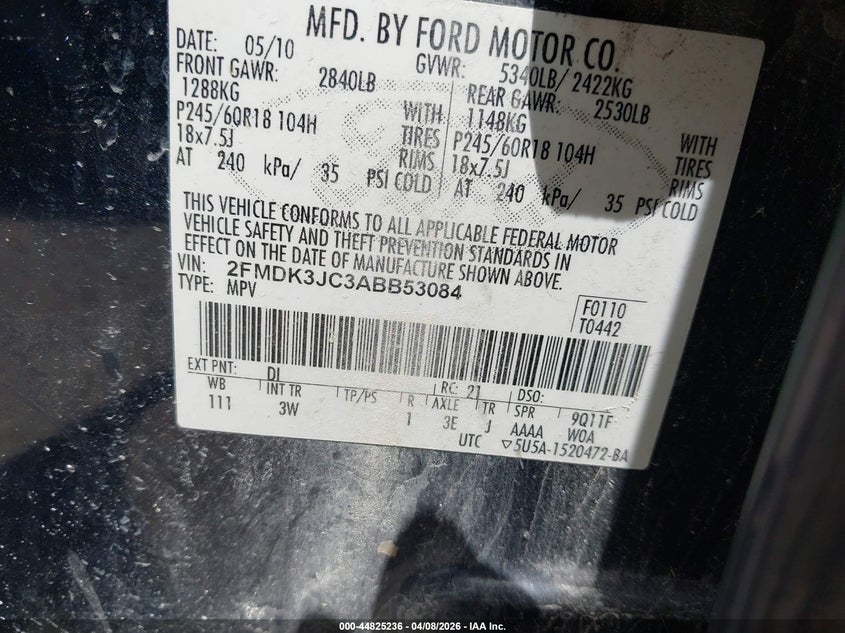 MFD. BY FORD MOTOR CO.
DATE: 05/10 GVWR: 5340LB/ 2422KG
FRONT GAWR: 2840LB REAR GAWR: 2530LB
1288KG WITH 1148KG WITH
P245/60R18 104H TIRES P245/60R18 104H TIRES
18x7.5J RIMS 18x7.5J RIMS
AT 240 kPa/ 35 PSI COLD AT 240 kPa/ 35 PSI COLD
THIS VEHICLE CONFORMS TO ALL APPLICABLE FEDERAL MOTOR
VEHICLE SAFETY AND THEFT PREVENTION STANDARDS IN
EFFECT ON THE DATE OF MANUFACTURE SHOWN ABOVE.
VIN: 2FMDK3JC3ABB53084
TYPE: MPV
F0110
T0442
EXT PNT: DJ RC: 21 DSO:
WB INT TR TP/PS R AXLE TR SPR 9Q11F
111 3W 1 3E J AAAA W0A
UTC ▽5U5A-1520472-BA
000-44825236 - 04/08/2026 - IAA Inc.